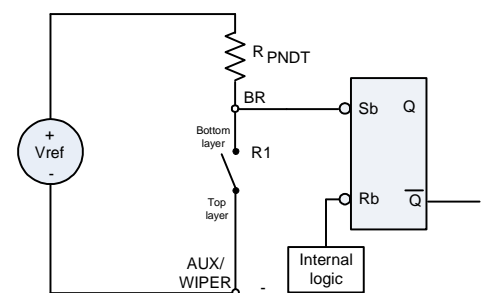 R PNDT
BR
Bottom
layer
R1
Top
layer
+
Vref
-
AUX/
WIPER
-
Sb
Q
Rb
Q
Internal
logic